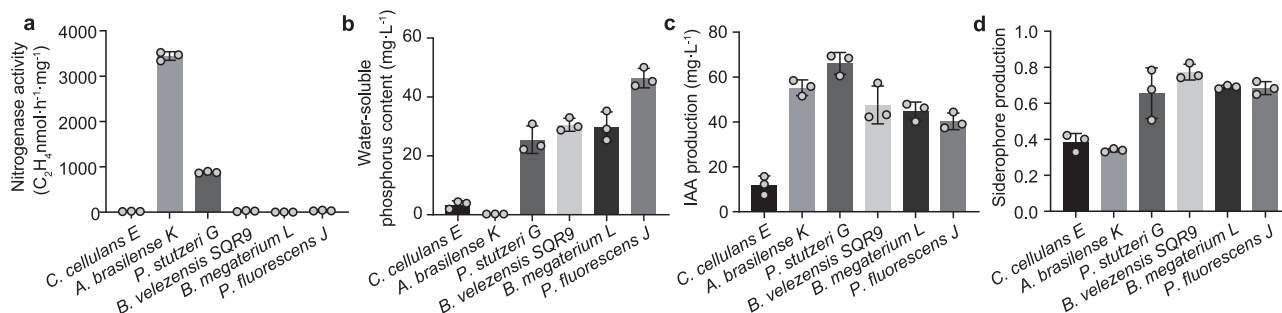 a
Nitrogenase activity
(C₂H₄nmol·h⁻¹·mg⁻¹)
4000
3000
2000
1000
0
C. cellulans E
A. brasilense K
P. stutzeri G
B. velezensis SQR9
B. megaterium L
P. fluorescens J
b
Water-soluble
phosphorus content (mg·L⁻¹)
60
40
20
0
C. cellulans E
A. brasilense K
P. stutzeri G
B. velezensis SQR9
B. megaterium L
P. fluorescens J
c
IAA production (mg·L⁻¹)
80
60
40
20
0
C. cellulans E
A. brasilense K
P. stutzeri G
B. velezensis SQR9
B. megaterium L
P. fluorescens J
d
Siderophore production
1.0
0.8
0.6
0.4
0.2
0.0
C. cellulans E
A. brasilense K
P. stutzeri G
B. velezensis SQR9
B. megaterium L
P. fluorescens J